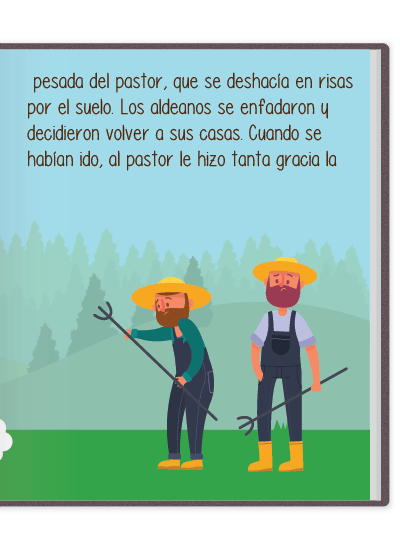 pesada del pastor, que se deshacía en risas
por el suelo. Los aldeanos se enfadaron y
decidieron volver a sus casas. Cuando se
habían ido, al pastor le hizo tanta gracia la